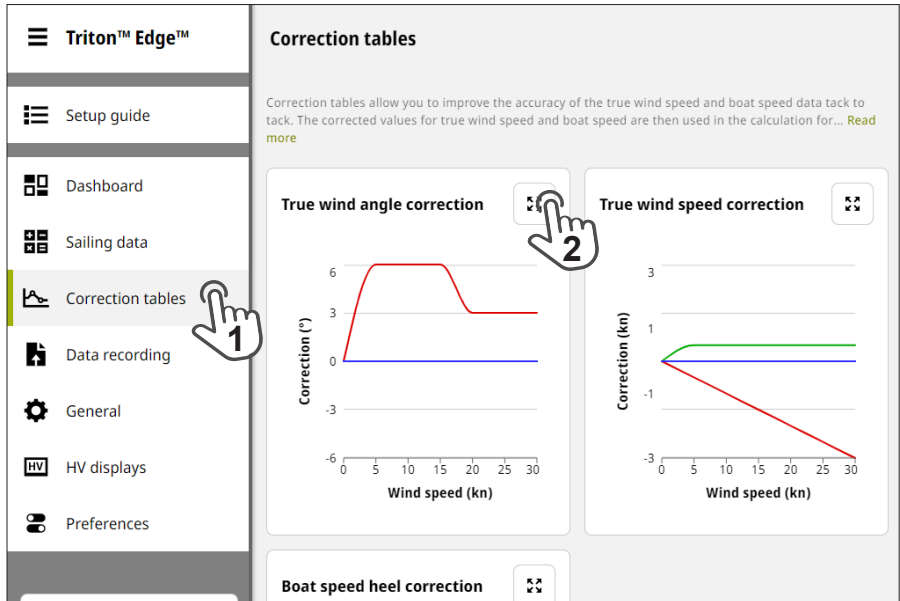 Triton™ Edge™
Setup guide
Dashboard
Sailing data
Correction tables
Data recording
General
HV
HV displays
Preferences
1
Correction tables
Correction tables allow you to improve the accuracy of the true wind speed and boat speed data tack to
tack. The corrected values for true wind speed and boat speed are then used in the calculation for... Read
more
True wind angle correction
2
Correction (°)
6
3
0
-3
-6
0 5 10 15 20 25 30
Wind speed (kn)
True wind speed correction
Correction (kn)
3
1
-1
-3
0 5 10 15 20 25 30
Wind speed (kn)
Boat speed heel correction